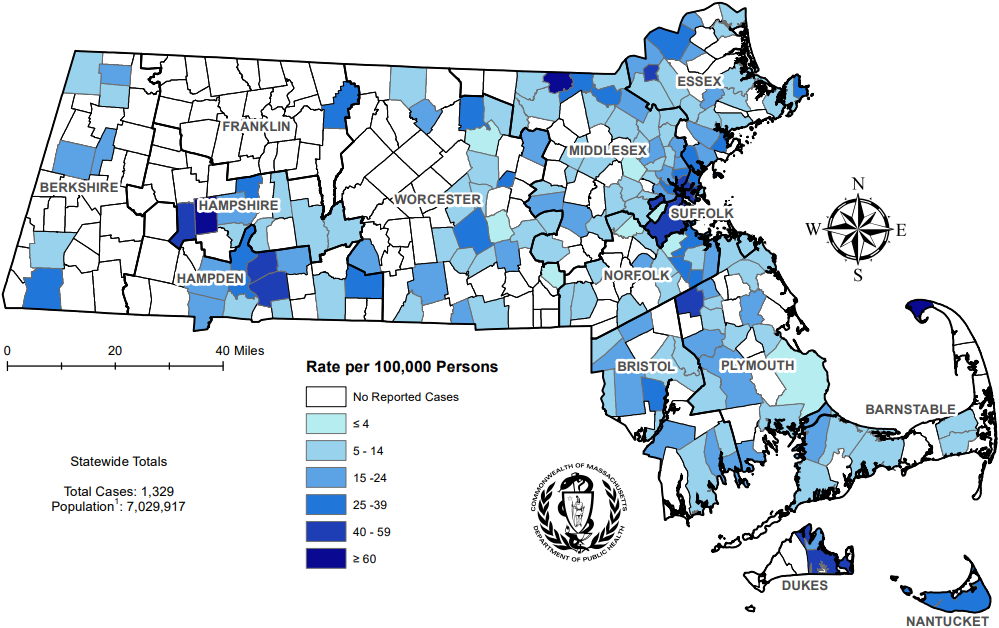 ESSEX
FRANKLIN
MIDDLESEX
BERKSHIRE
HAMPSHIRE
WORCESTER
SUFFOLK
N
W E
S
HAMPDEN
NORFOLK
0 20 40 Miles
BRISTOL
PLYMOUTH
BARNSTABLE
DUKES
NANTUCKET
Rate per 100,000 Persons
No Reported Cases
≤ 4
5 - 14
15 -24
25 -39
40 - 59
≥ 60
Statewide Totals
Total Cases: 1,329
Population¹: 7,029,917
COMMONWEALTH OF MASSACHUSETTS
DEPARTMENT OF PUBLIC HEALTH